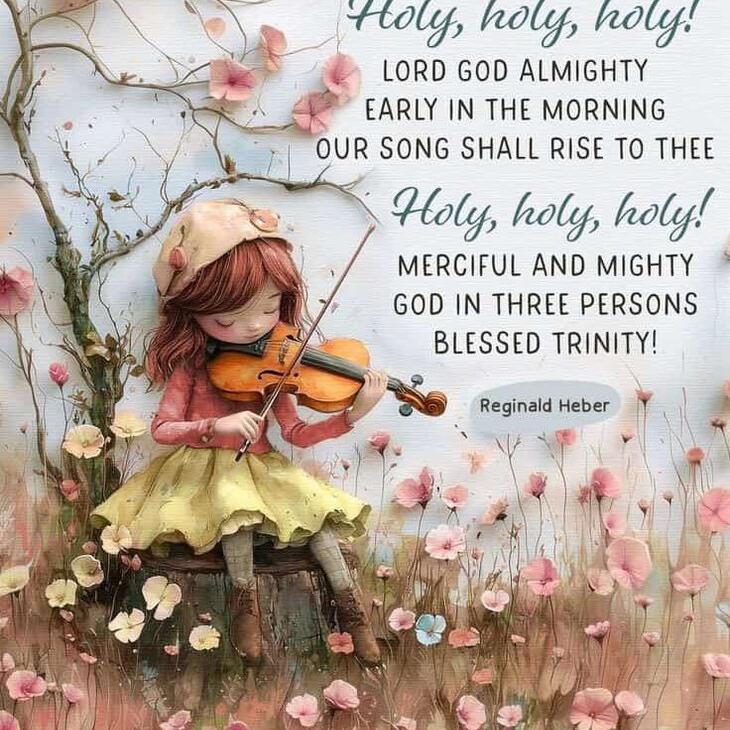 Holy, holy, holy!
LORD GOD ALMIGHTY
EARLY IN THE MORNING
OUR SONG SHALL RISE TO THEE
Holy, holy, holy!
MERCIFUL AND MIGHTY
GOD IN THREE PERSONS
BLESSED TRINITY!
Reginald Heber